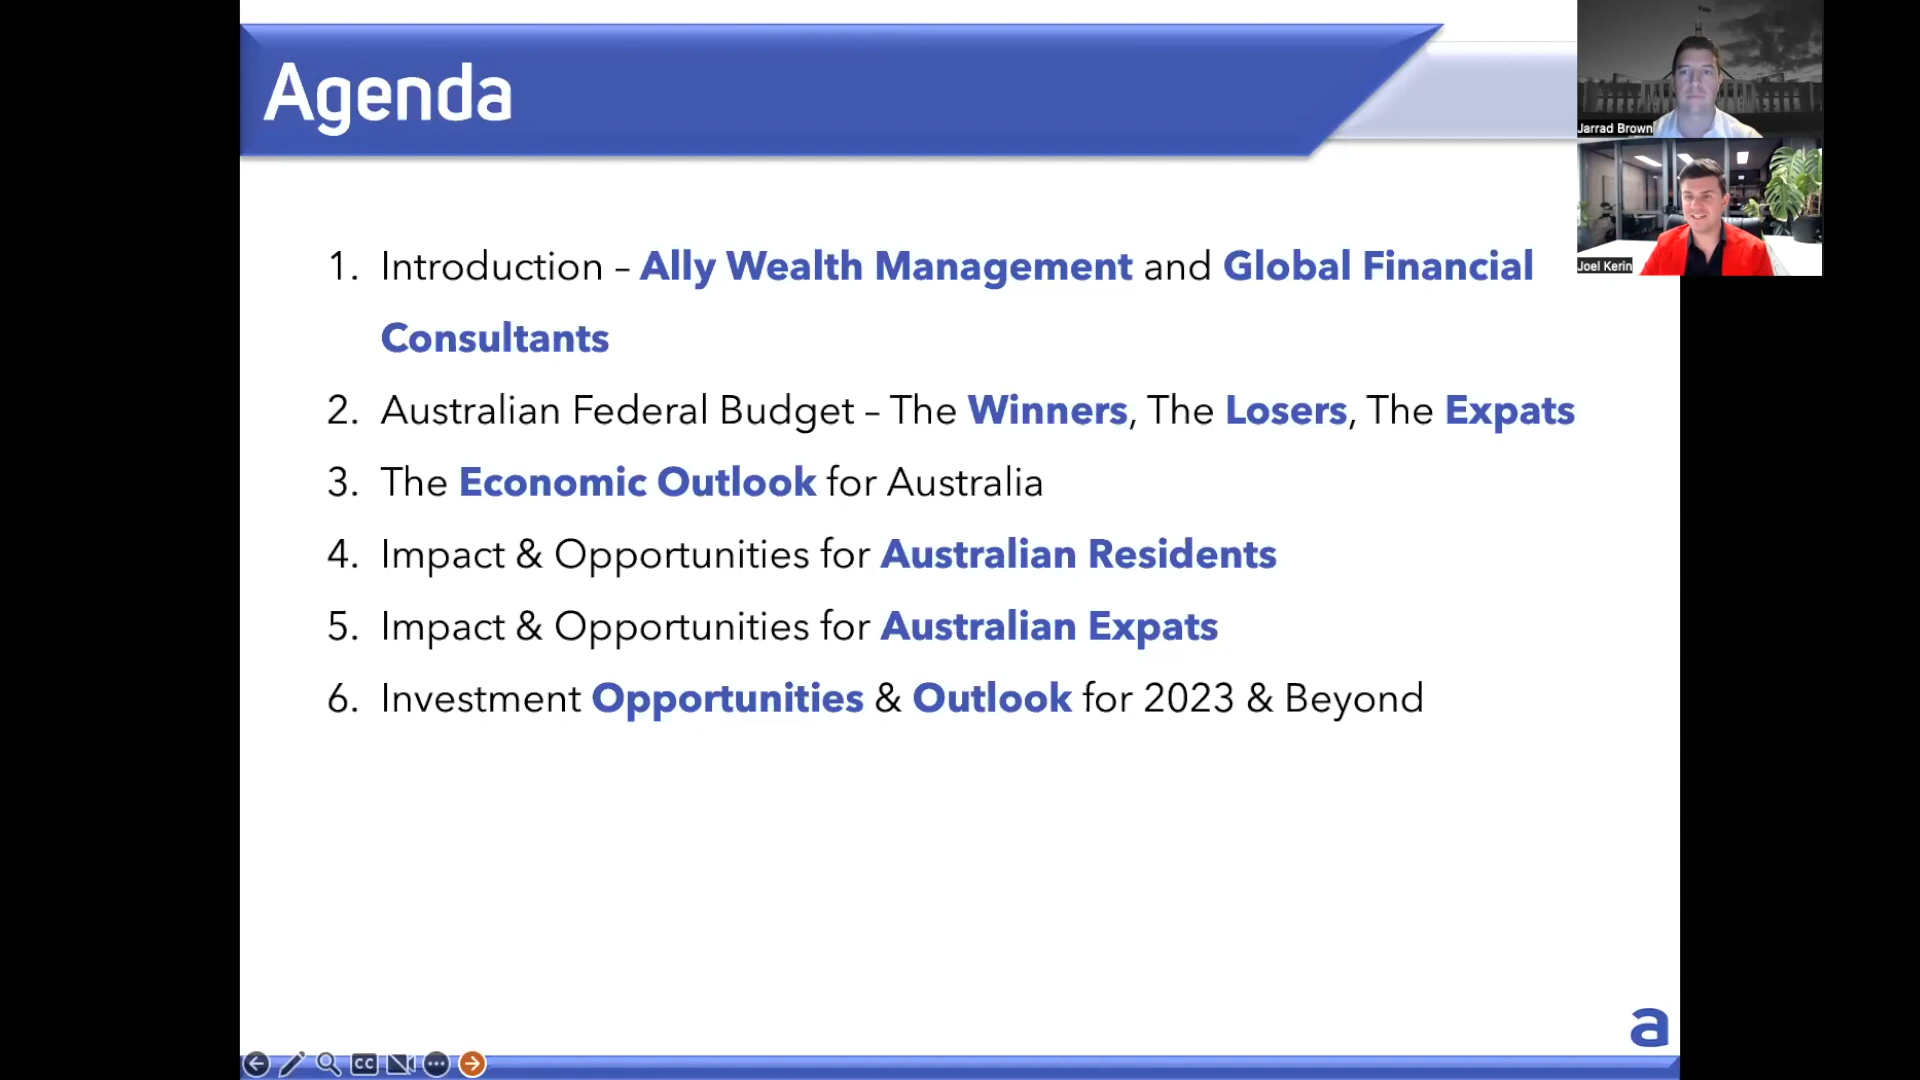 Agenda
Jarrad Brown
Joel Kerin
1. Introduction – Ally Wealth Management and Global Financial
Consultants
2. Australian Federal Budget – The Winners, The Losers, The Expats
3. The Economic Outlook for Australia
4. Impact & Opportunities for Australian Residents
5. Impact & Opportunities for Australian Expats
6. Investment Opportunities & Outlook for 2023 & Beyond
a
CC